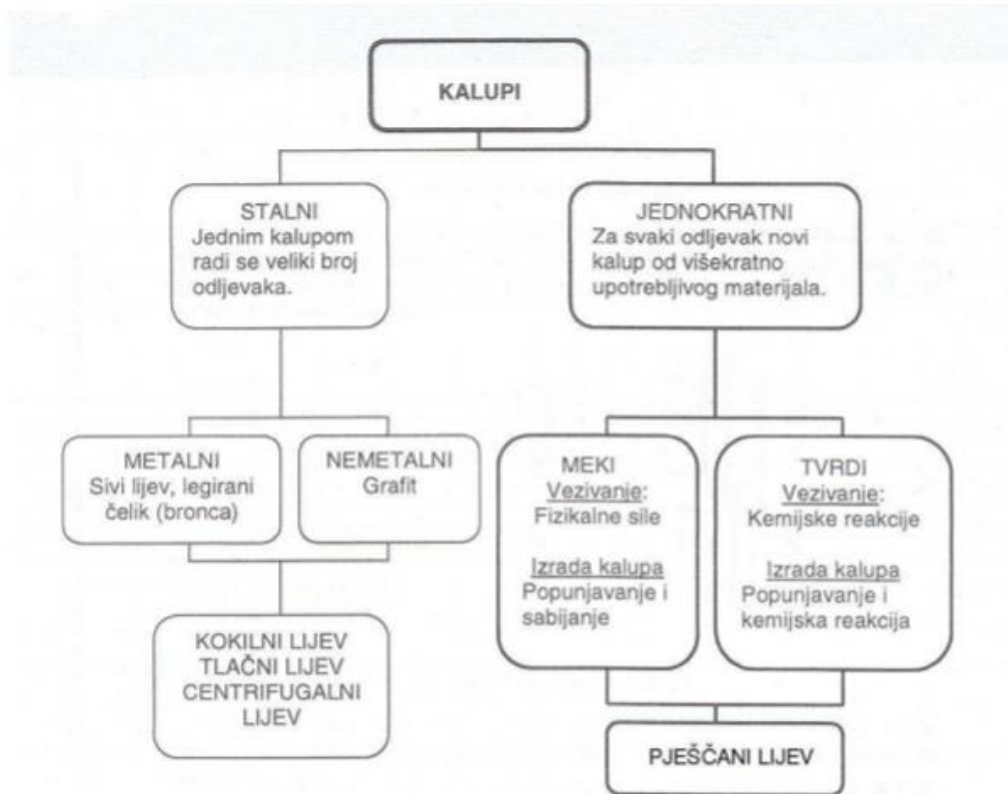 KALUPI
STALNI
Jednim kalupom
radi se veliki broj
odljevaka.
JEDNOKRATNI
Za svaki odljevak novi
kalup od višekratno
upotrebljivog materijala.
METALNI
Sivi lijev, legirani
čelik (bronca)
NEMETALNI
Grafit
MEKI
Vezivanje:
Fizikalne sile
Izrada kalupa
Popunjavanje i
sabijanje
TVRDI
Vezivanje:
Kemijske reakcije
Izrada kalupa
Popunjavanje i
kemijska reakcija
KOKILNI LIJEV
TLAČNI LIJEV
CENTRIFUGALNI
LIJEV
PJEŠČANI LIJEV